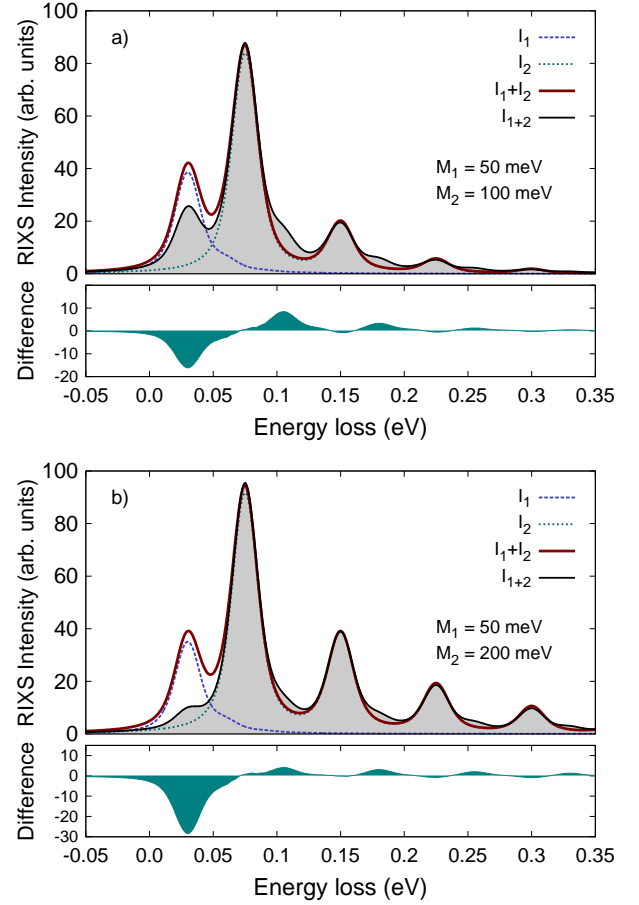 a)
I1
I2
I1+I2
I1+2
M1 = 50 meV
M2 = 100 meV
RIXS Intensity (arb. units)
100
80
60
40
20
0
Difference
10
0
-10
-20
-0.05 0.0 0.05 0.1 0.15 0.2 0.25 0.3 0.35
Energy loss (eV)
b)
I1
I2
I1+I2
I1+2
M1 = 50 meV
M2 = 200 meV
RIXS Intensity (arb. units)
100
80
60
40
20
0
Difference
10
0
-10
-20
-30
-0.05 0.0 0.05 0.1 0.15 0.2 0.25 0.3 0.35
Energy loss (eV)